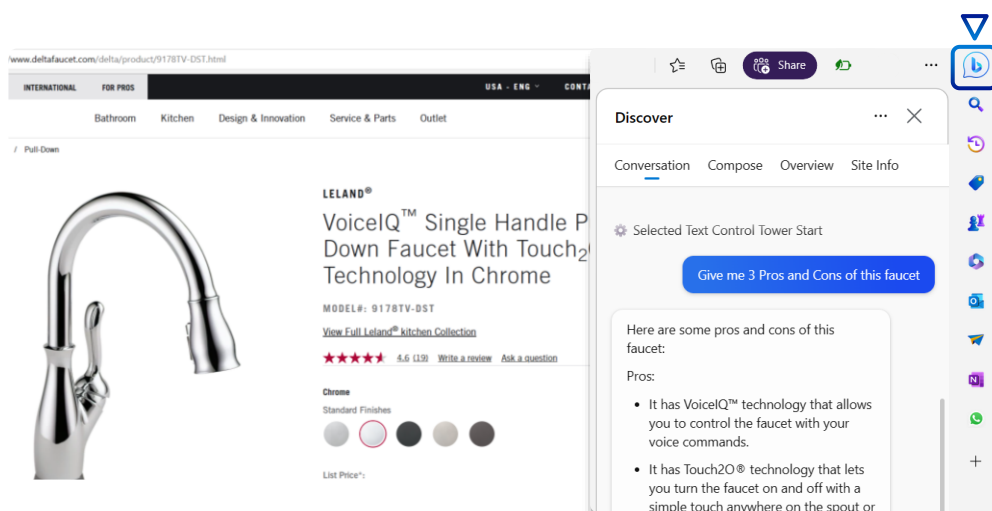 www.deltafaucet.com/delta/product/9178TV-DST.html
INTERNATIONAL FOR PROS USA - ENG CONTA
Bathroom Kitchen Design & Innovation Service & Parts Outlet
/ Pull-Down
LELAND®
VoiceIQ™ Single Handle P
Down Faucet With Touch2
Technology In Chrome
MODEL#: 9178TV-DST
View Full Leland® kitchen Collection
4.6 (19) Write a review Ask a question
Chrome
Standard Finishes
List Price*:
Share
Discover
Conversation Compose Overview Site Info
Selected Text Control Tower Start
Give me 3 Pros and Cons of this faucet
Here are some pros and cons of this
faucet:
Pros:
• It has VoiceIQ™ technology that allows
you to control the faucet with your
voice commands.
• It has Touch2O® technology that lets
you turn the faucet on and off with a
simple touch anywhere on the spout or